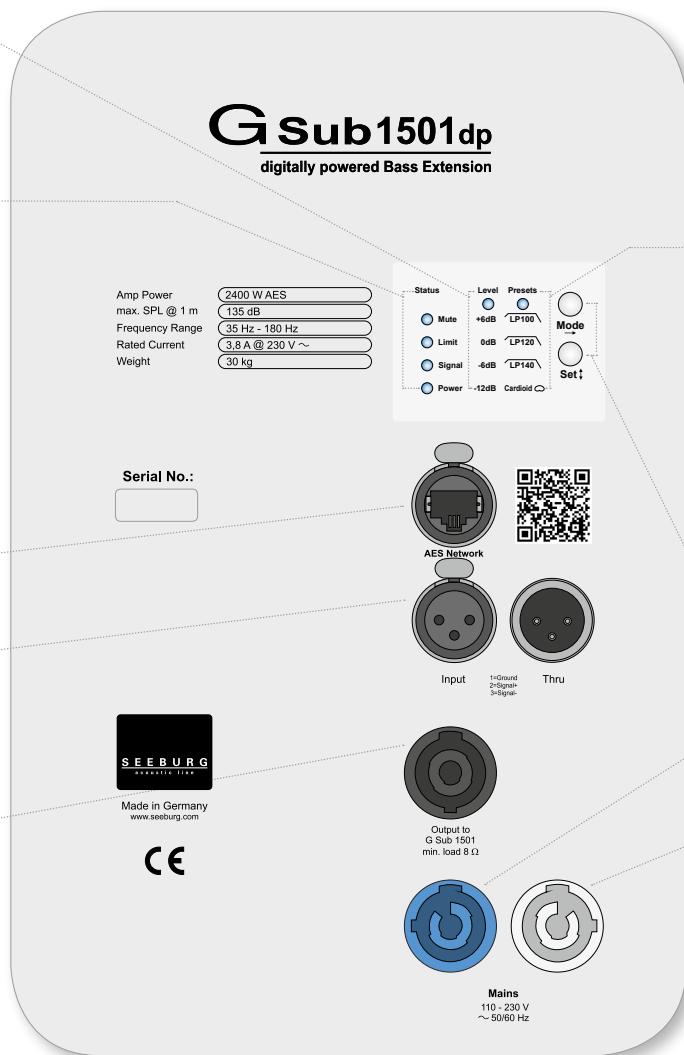 G Sub1501dp
digitally powered Bass Extension
Amp Power 2400 W AES
max. SPL @ 1 m 135 dB
Frequency Range 35 Hz - 180 Hz
Rated Current 3,8 A @ 230 V ~
Weight 30 kg
Status Level Presets
Mute +6dB LP100
Limit 0dB LP120
Signal -6dB LP140
Power -12dB Cardioid
Mode
→
Set ↕
Serial No.:
AES Network
Input
1=Ground
2=Signal+
3=Signal-
Thru
SEEBURG
acoustic line
Made in Germany
www.seeburg.com
CE
Output to
G Sub 1501
min. load 8 Ω
Mains
110 - 230 V
~ 50/60 Hz